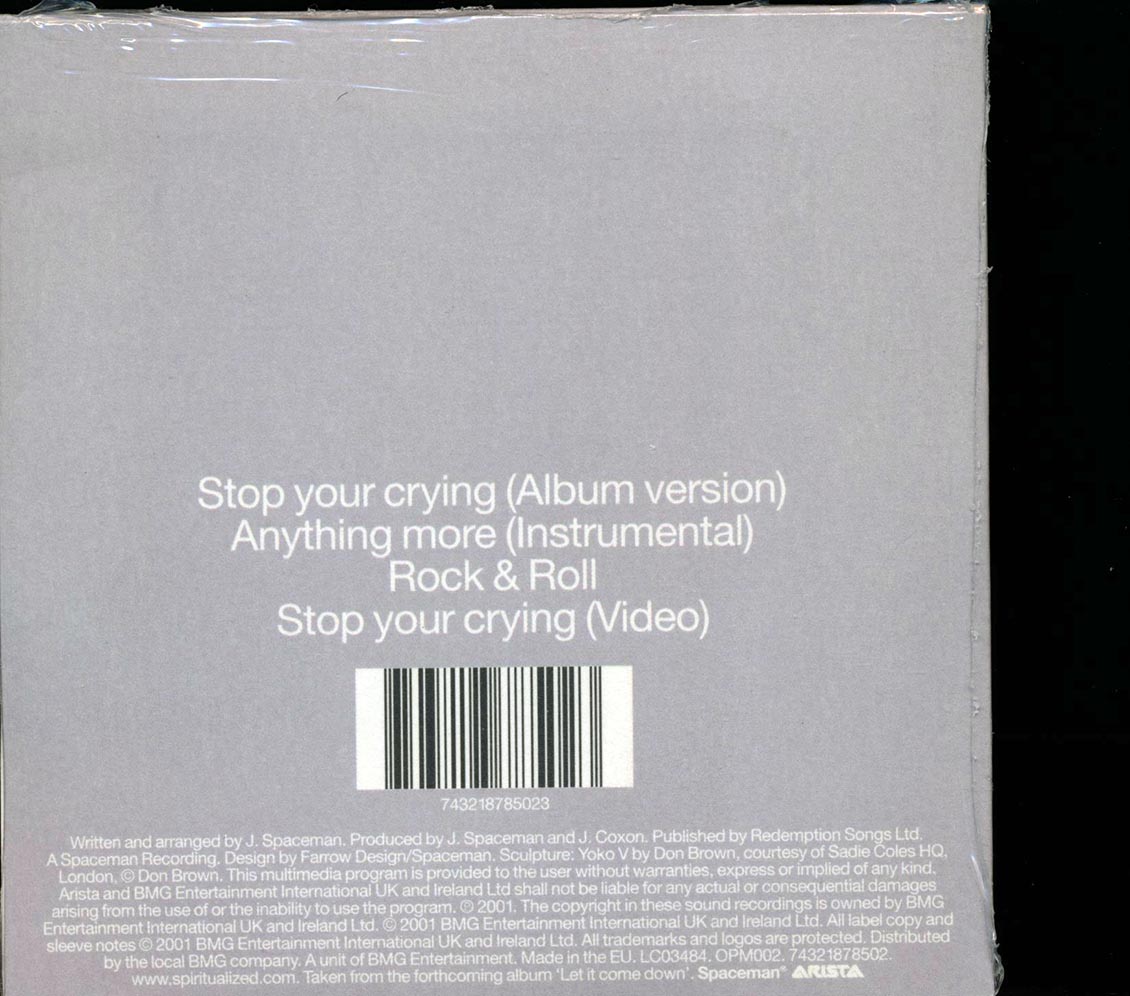 Stop your crying (Album version)
Anything more (Instrumental)
Rock & Roll
Stop your crying (Video)
743218785023
Written and arranged by J. Spaceman. Produced by J. Spaceman and J. Coxon. Published by Redemption Songs Ltd.
A Spaceman Recording. Design by Farrow Design/Spaceman. Sculpture: Yoko V by Don Brown, courtesy of Sadie Coles HQ,
London, © Don Brown. This multimedia program is provided to the user without warranties, express or implied of any kind.
Arista and BMG Entertainment International UK and Ireland Ltd shall not be liable for any actual or consequential damages
arising from the use of or the inability to use the program. ℗ 2001. The copyright in these sound recordings is owned by BMG
Entertainment International UK and Ireland Ltd. © 2001 BMG Entertainment International UK and Ireland Ltd. All label copy and
sleeve notes © 2001 BMG Entertainment International UK and Ireland Ltd. All trademarks and logos are protected. Distributed
by the local BMG company. A unit of BMG Entertainment. Made in the EU. LC03484. OPM002. 74321878502.
www.spiritualized.com. Taken from the forthcoming album 'Let it come down'. Spaceman® ARISTA